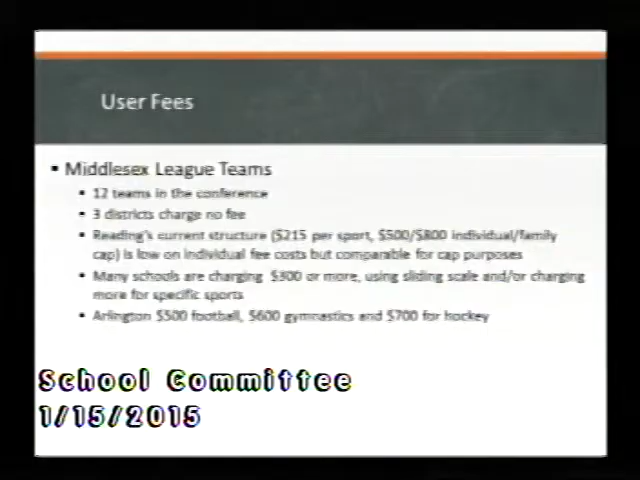 User Fees
Middlesex League Teams
12 teams in the conference
3 districts charge no fee
Reading's current structure ($215 per sport, $500/$800 individual/family
cap) is low on individual fee costs but comparable for cap purposes
Many schools are charging $300 or more, using sliding scale and/or charging
more for specific sports
Arlington $500 football, $600 gymnastics and $700 for hockey
School Committee
1/15/2015